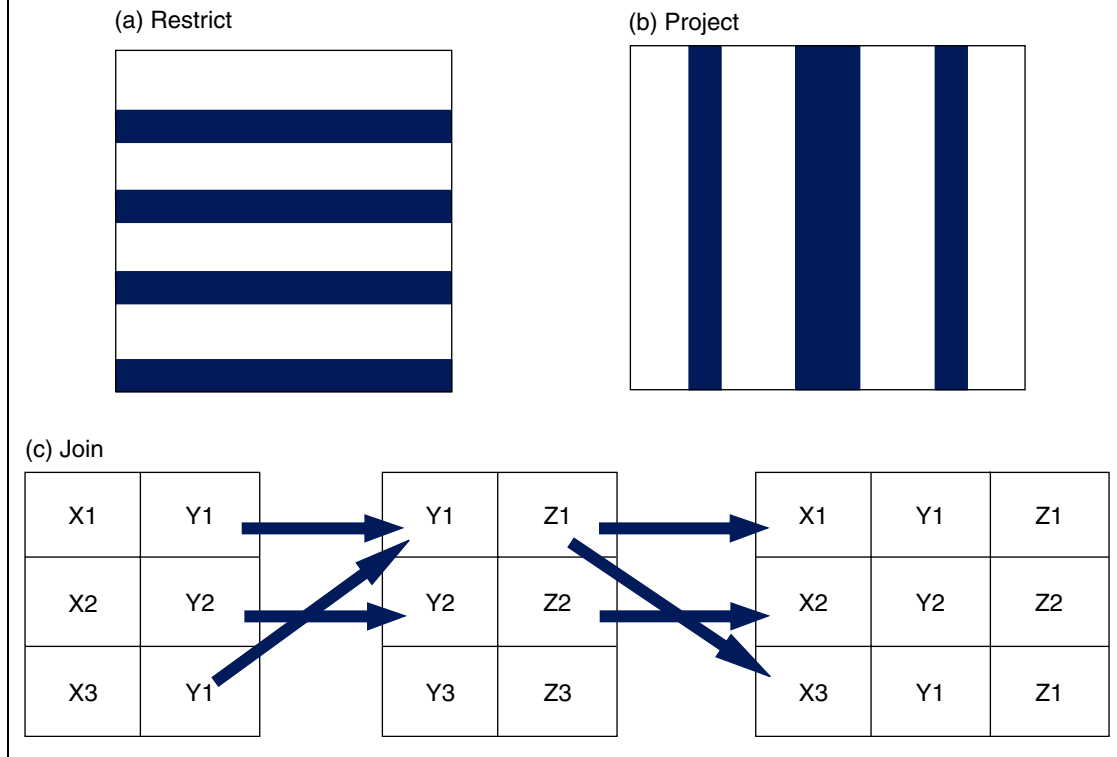 (a) Restrict
(b) Project
(c) Join
X1 Y1 Y1 Z1 X1 Y1 Z1
X2 Y2 Y2 Z2 X2 Y2 Z2
X3 Y1 Y3 Z3 X3 Y1 Z1